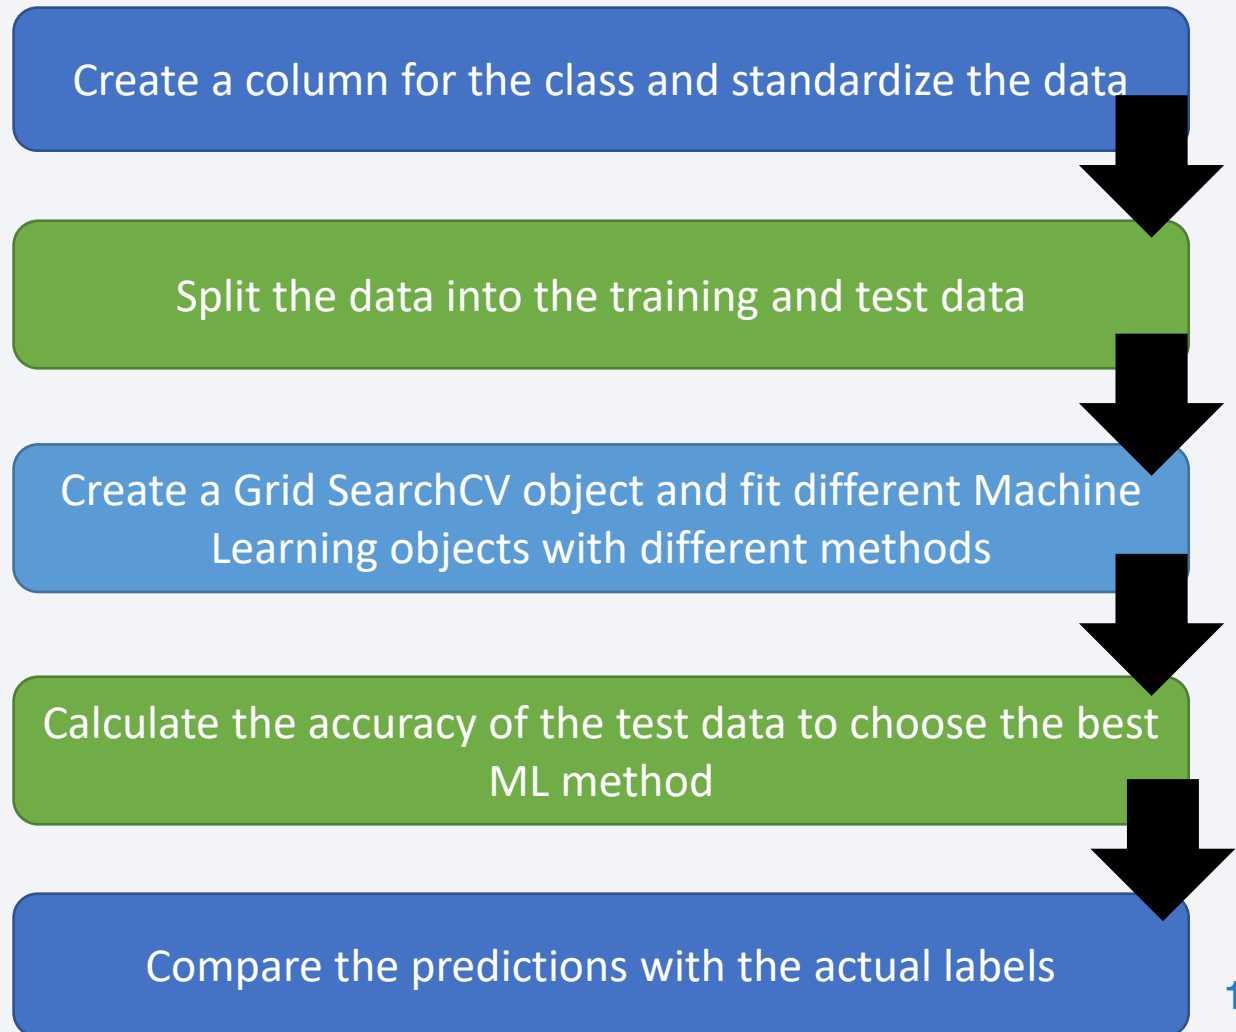 Create a column for the class and standardize the data
Split the data into the training and test data
Create a Grid SearchCV object and fit different Machine
Learning objects with different methods
Calculate the accuracy of the test data to choose the best
ML method
Compare the predictions with the actual labels
1